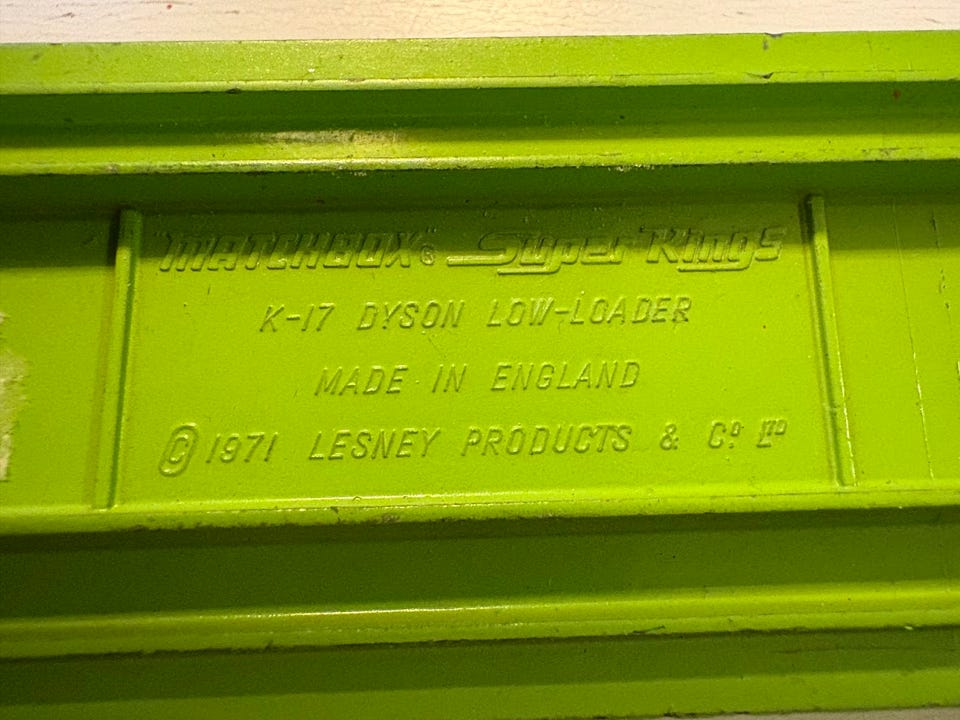 "MATCHBOX"® Super Kings
K-17 DYSON LOW-LOADER
MADE IN ENGLAND
© 1971 LESNEY PRODUCTS & Cº LTD